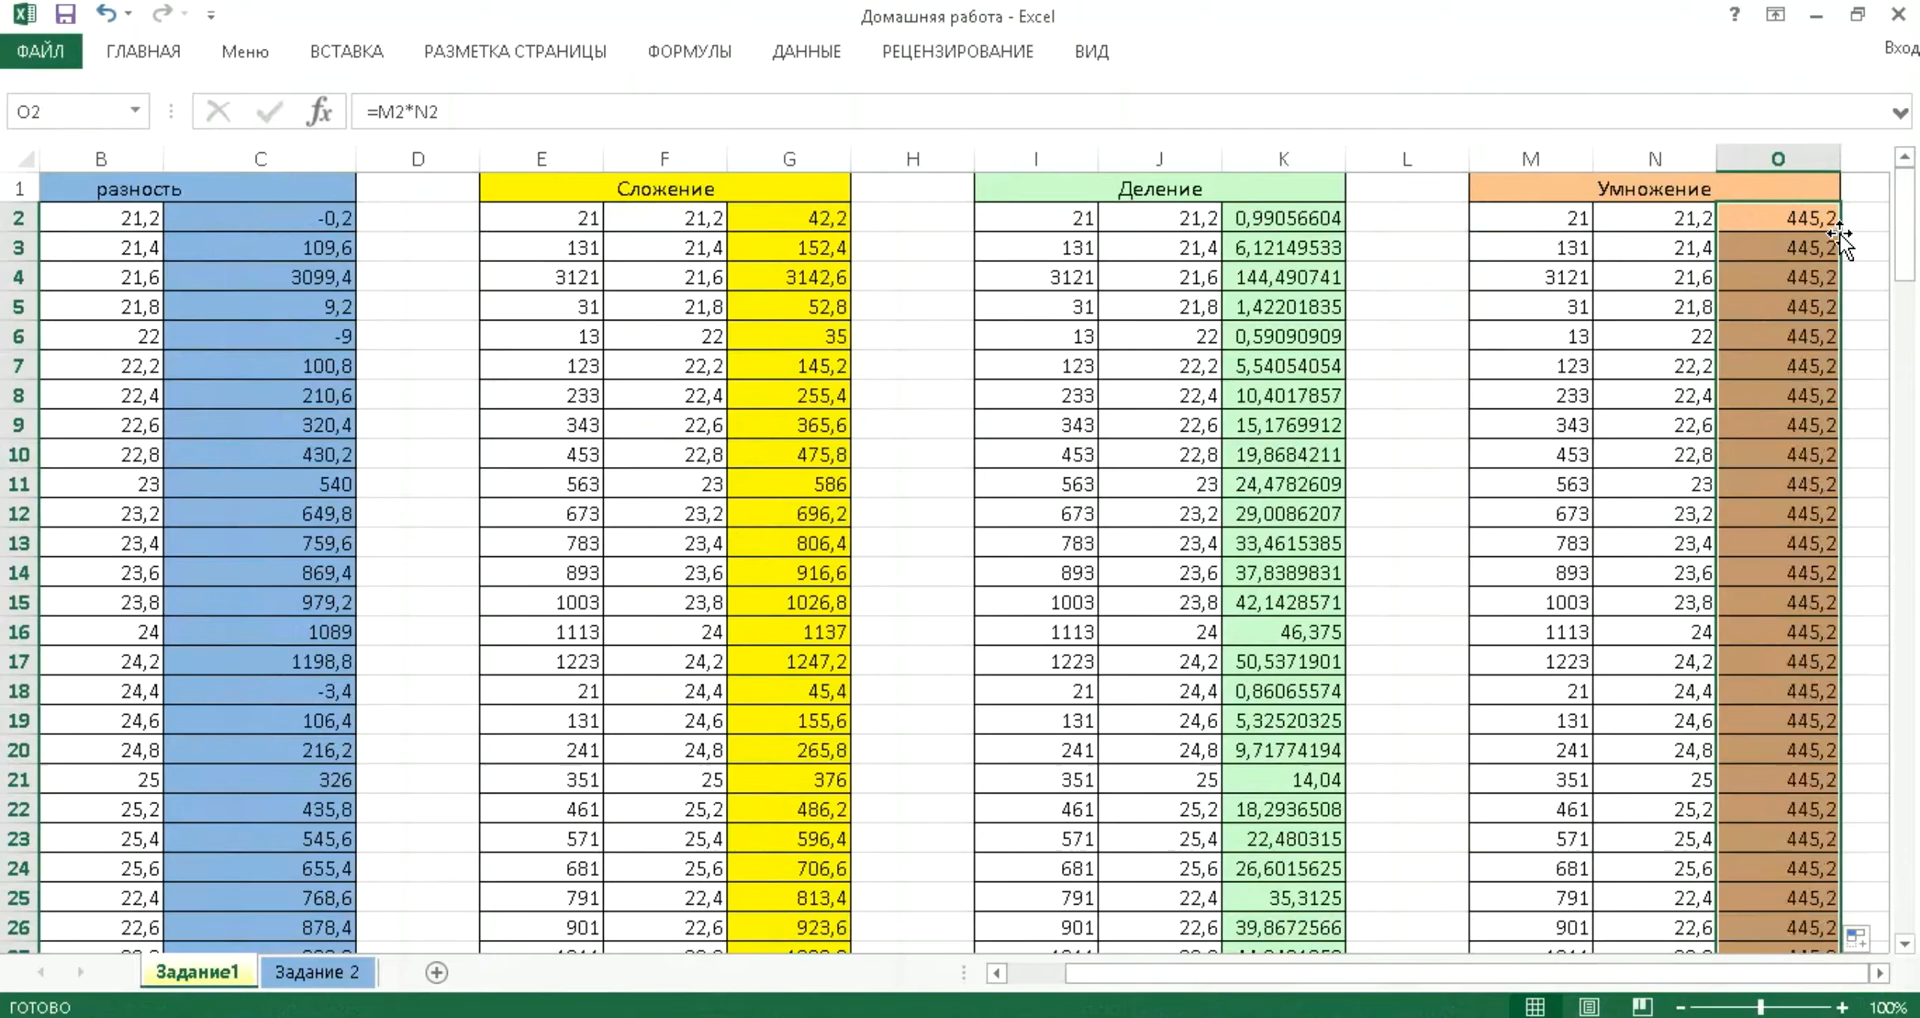 Домашняя работа - Excel
?
ФАЙЛ ГЛАВНАЯ Меню ВСТАВКА РАЗМЕТКА СТРАНИЦЫ ФОРМУЛЫ ДАННЫЕ РЕЦЕНЗИРОВАНИЕ ВИД Вход
O2 fx =M2*N2
B C D E F G H I J K L M N O
1 разность Сложение Деление Умножение
2 21,2 -0,2 21 21,2 42,2 21 21,2 0,99056604 21 21,2 445,2
3 21,4 109,6 131 21,4 152,4 131 21,4 6,12149533 131 21,4 445,2
4 21,6 3099,4 3121 21,6 3142,6 3121 21,6 144,490741 3121 21,6 445,2
5 21,8 9,2 31 21,8 52,8 31 21,8 1,42201835 31 21,8 445,2
6 22 -9 13 22 35 13 22 0,59090909 13 22 445,2
7 22,2 100,8 123 22,2 145,2 123 22,2 5,54054054 123 22,2 445,2
8 22,4 210,6 233 22,4 255,4 233 22,4 10,4017857 233 22,4 445,2
9 22,6 320,4 343 22,6 365,6 343 22,6 15,1769912 343 22,6 445,2
10 22,8 430,2 453 22,8 475,8 453 22,8 19,8684211 453 22,8 445,2
11 23 540 563 23 586 563 23 24,4782609 563 23 445,2
12 23,2 649,8 673 23,2 696,2 673 23,2 29,0086207 673 23,2 445,2
13 23,4 759,6 783 23,4 806,4 783 23,4 33,4615385 783 23,4 445,2
14 23,6 869,4 893 23,6 916,6 893 23,6 37,8389831 893 23,6 445,2
15 23,8 979,2 1003 23,8 1026,8 1003 23,8 42,1428571 1003 23,8 445,2
16 24 1089 1113 24 1137 1113 24 46,375 1113 24 445,2
17 24,2 1198,8 1223 24,2 1247,2 1223 24,2 50,5371901 1223 24,2 445,2
18 24,4 -3,4 21 24,4 45,4 21 24,4 0,86065574 21 24,4 445,2
19 24,6 106,4 131 24,6 155,6 131 24,6 5,32520325 131 24,6 445,2
20 24,8 216,2 241 24,8 265,8 241 24,8 9,71774194 241 24,8 445,2
21 25 326 351 25 376 351 25 14,04 351 25 445,2
22 25,2 435,8 461 25,2 486,2 461 25,2 18,2936508 461 25,2 445,2
23 25,4 545,6 571 25,4 596,4 571 25,4 22,480315 571 25,4 445,2
24 25,6 655,4 681 25,6 706,6 681 25,6 26,6015625 681 25,6 445,2
25 22,4 768,6 791 22,4 813,4 791 22,4 35,3125 791 22,4 445,2
26 22,6 878,4 901 22,6 923,6 901 22,6 39,8672566 901 22,6 445,2
Задание1 Задание 2
ГОТОВО 100%